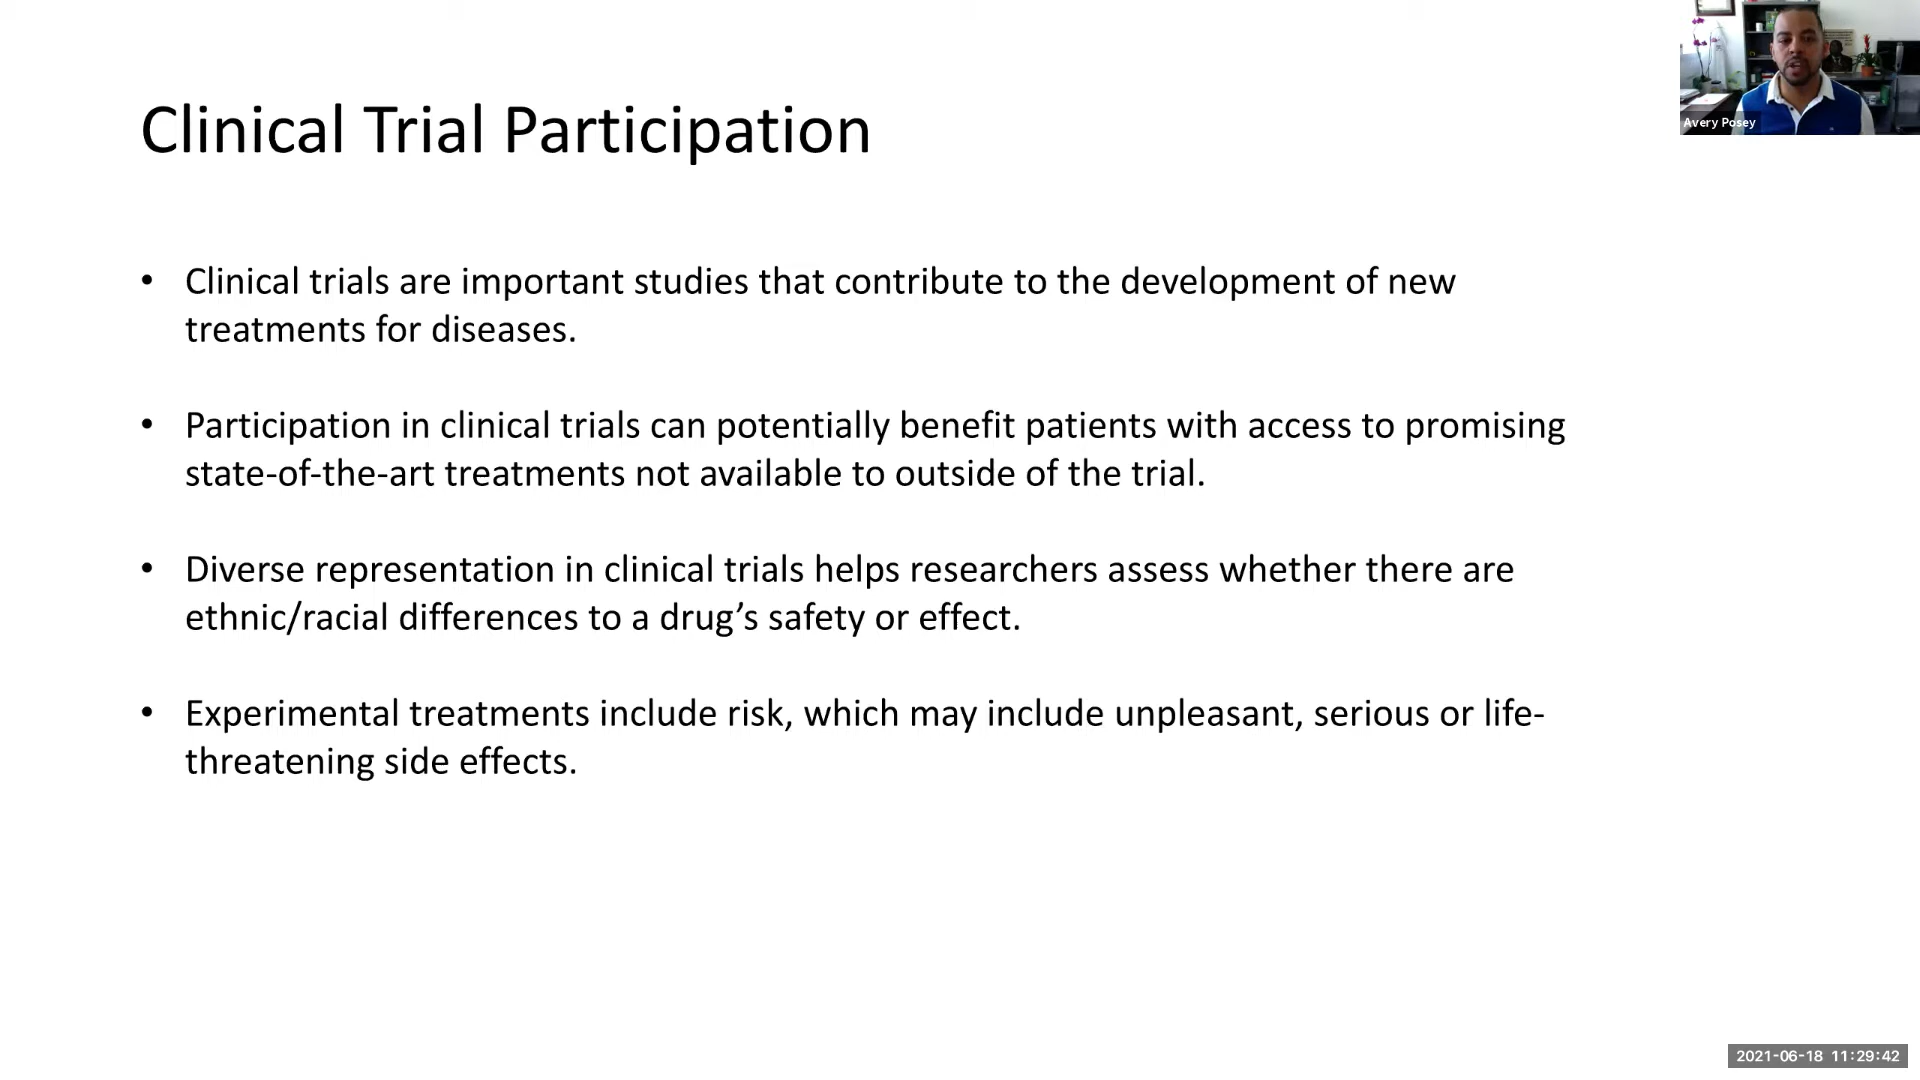 Clinical Trial Participation
Avery Posey
• Clinical trials are important studies that contribute to the development of new
treatments for diseases.
• Participation in clinical trials can potentially benefit patients with access to promising
state-of-the-art treatments not available to outside of the trial.
• Diverse representation in clinical trials helps researchers assess whether there are
ethnic/racial differences to a drug’s safety or effect.
• Experimental treatments include risk, which may include unpleasant, serious or life-
threatening side effects.
2021-06-18 11:29:42